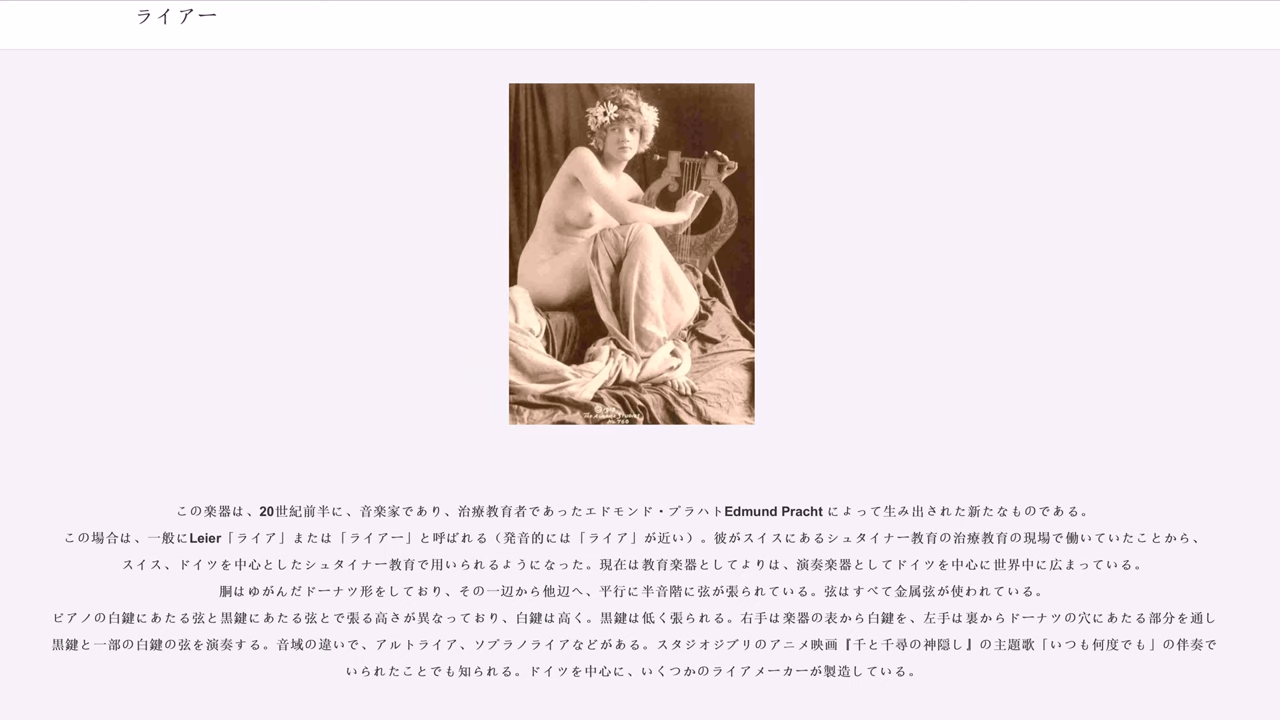 ライアー
この楽器は、20世紀前半に、音楽家であり、治療教育者であったエドモンド・プラハトEdmund Pracht によって生み出された新たなものである。
この場合は、一般にLeier「ライア」または「ライアー」と呼ばれる（発音的には「ライア」が近い）。彼がスイスにあるシュタイナー教育の治療教育の現場で働いていたことから、
スイス、ドイツを中心としたシュタイナー教育で用いられるようになった。現在は教育楽器としてよりは、演奏楽器としてドイツを中心に世界中に広まっている。
胴はゆがんだドーナツ形をしており、その一辺から他辺へ、平行に半音階に弦が張られている。弦はすべて金属弦が使われている。
ピアノの白鍵にあたる弦と黒鍵にあたる弦とで張る高さが異なっており、白鍵は高く。黒鍵は低く張られる。右手は楽器の表から白鍵を、左手は裏からドーナツの穴にあたる部分を通し
黒鍵と一部の白鍵の弦を演奏する。音域の違いで、アルトライア、ソプラノライアなどがある。スタジオジブリのアニメ映画『千と千尋の神隠し』の主題歌「いつも何度でも」の伴奏で
いられたことでも知られる。ドイツを中心に、いくつかのライアメーカーが製造している。